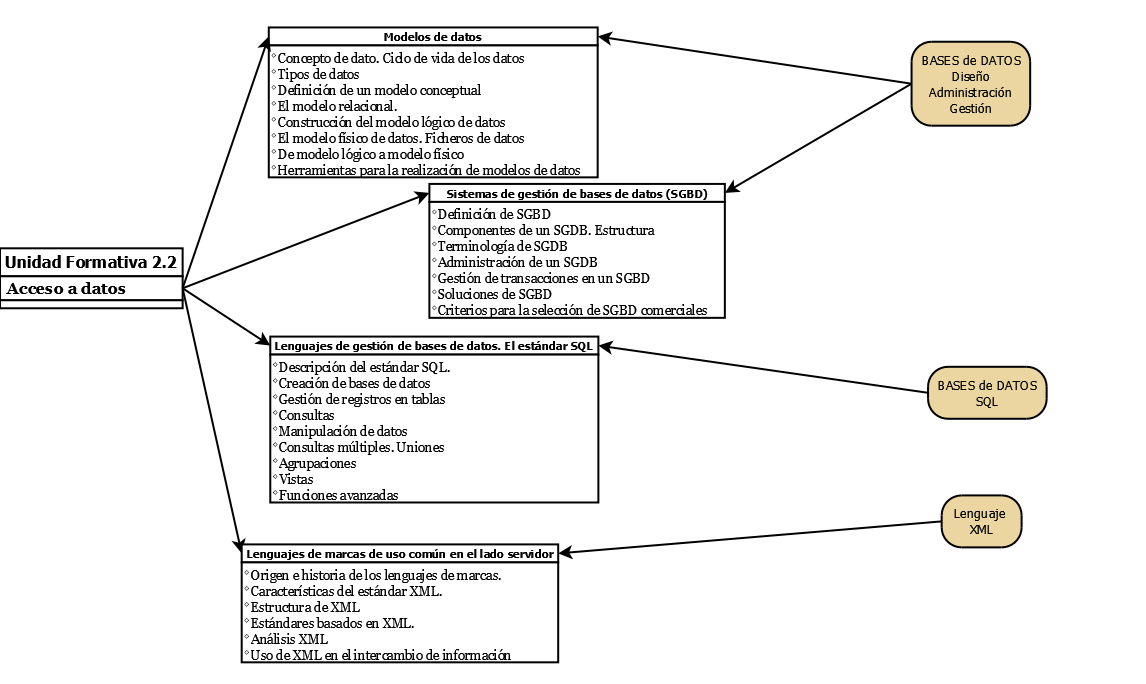 Unidad Formativa 2.2
Acceso a datos
Modelos de datos
◦Concepto de dato. Ciclo de vida de los datos
◦Tipos de datos
◦Definición de un modelo conceptual
◦El modelo relacional.
◦Construcción del modelo lógico de datos
◦El modelo físico de datos. Ficheros de datos
◦De modelo lógico a modelo físico
◦Herramientas para la realización de modelos de datos
Sistemas de gestión de bases de datos (SGBD)
◦Definición de SGBD
◦Componentes de un SGDB. Estructura
◦Terminología de SGDB
◦Administración de un SGDB
◦Gestión de transacciones en un SGBD
◦Soluciones de SGBD
◦Criterios para la selección de SGBD comerciales
Lenguajes de gestión de bases de datos. El estándar SQL
◦Descripción del estándar SQL.
◦Creación de bases de datos
◦Gestión de registros en tablas
◦Consultas
◦Manipulación de datos
◦Consultas múltiples. Uniones
◦Agrupaciones
◦Vistas
◦Funciones avanzadas
Lenguajes de marcas de uso común en el lado servidor
◦Origen e historia de los lenguajes de marcas.
◦Características del estándar XML.
◦Estructura de XML
◦Estándares basados en XML.
◦Análisis XML
◦Uso de XML en el intercambio de información
BASES de DATOS
Diseño
Administración
Gestión
BASES de DATOS
SQL
Lenguaje
XML